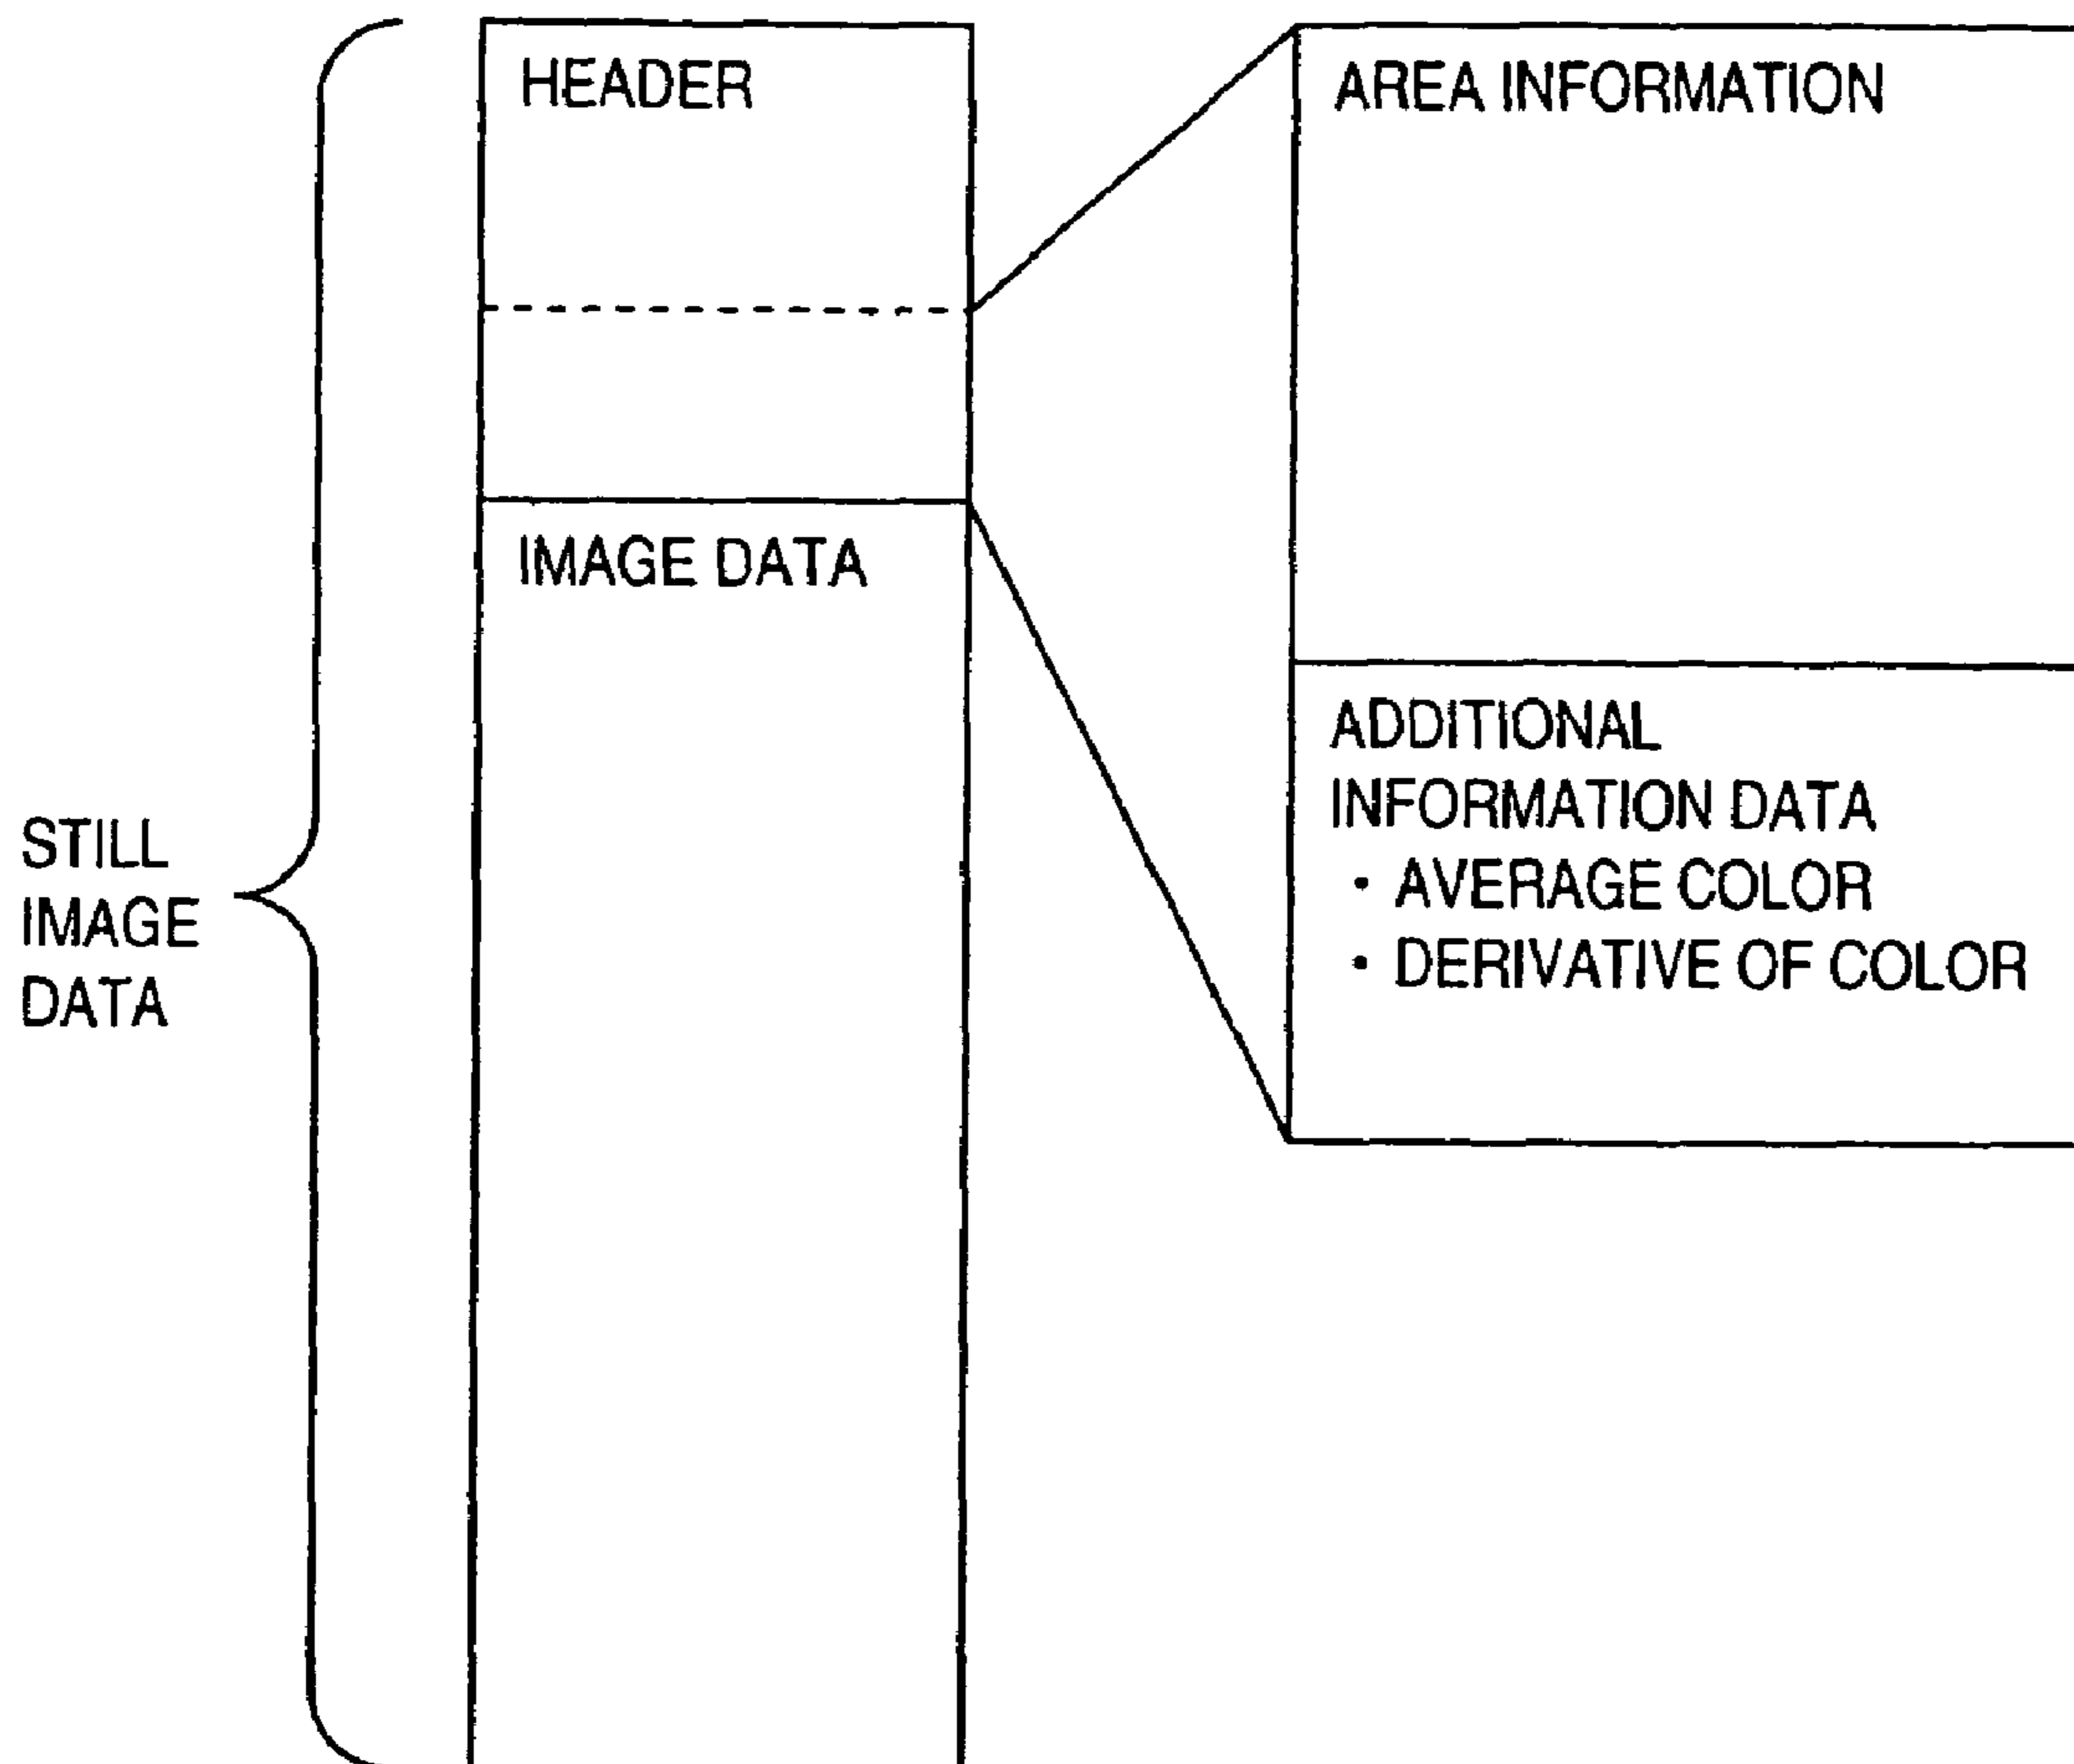 HEADER
IMAGE DATA
STILL
IMAGE
DATA
AREA INFORMATION
ADDITIONAL
INFORMATION DATA
• AVERAGE COLOR
• DERIVATIVE OF COLOR